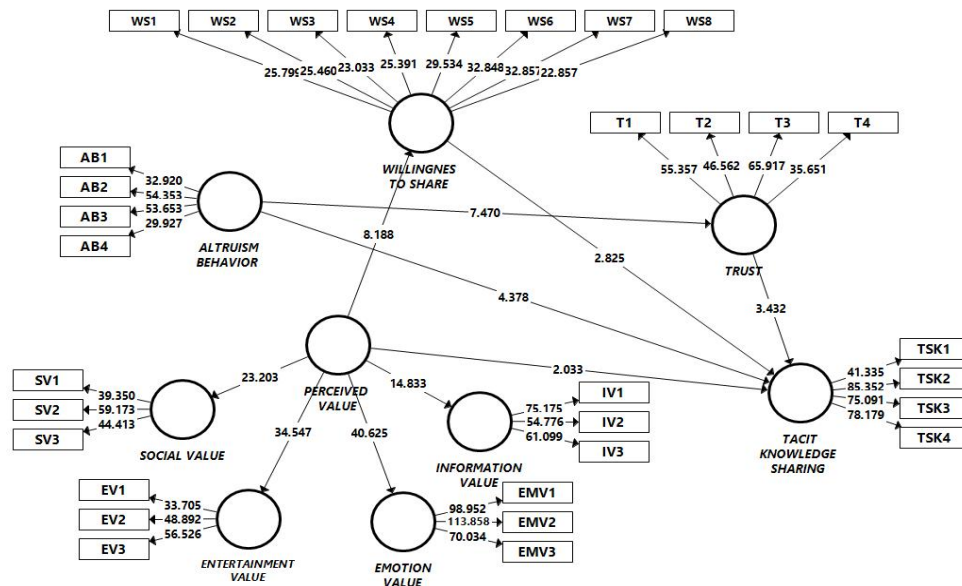 WS1 WS2 WS3 WS4 WS5 WS6 WS7 WS8
25.799 25.460 23.033 25.391 29.534 32.848 32.857 22.857
T1 T2 T3 T4
55.357 46.562 65.917 35.651
WILLINGNES
TO SHARE
AB1
AB2
AB3
AB4
32.920
54.353
53.653
29.927
ALTRUISM
BEHAVIOR
7.470
8.188
2.825
TRUST
4.378
3.432
PERCEIVED
VALUE
2.033
SV1
SV2
SV3
39.350
59.173
44.413
SOCIAL VALUE
23.203
34.547
40.625
14.833
IV1
IV2
IV3
75.175
54.776
61.099
INFORMATION
VALUE
TSK1
TSK2
TSK3
TSK4
41.335
85.352
75.091
78.179
TACIT
KNOWLEDGE
SHARING
EV1
EV2
EV3
33.705
48.892
56.526
ENTERTAINMENT
VALUE
EMV1
EMV2
EMV3
98.952
113.858
70.034
EMOTION
VALUE